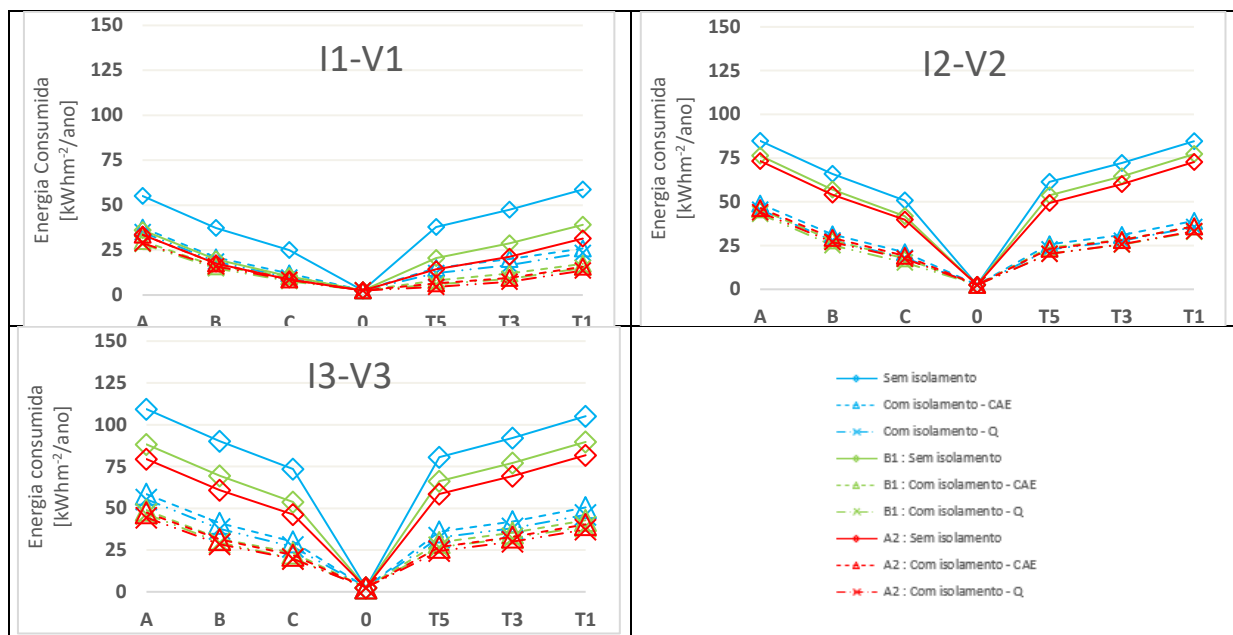 I1-V1
Energia Consumida
[kWhm⁻²/ano]
150
125
100
75
50
25
0
A B C 0 T5 T3 T1
I2-V2
Energia consumida
[kWhm⁻²/ano]
150
125
100
75
50
25
0
A B C 0 T5 T3 T1
I3-V3
Energia consumida
[kWhm⁻²/ano]
150
125
100
75
50
25
0
A B C 0 T5 T3 T1
Sem isolamento
Com isolamento - CAE
Com isolamento - Q
B1 : Sem isolamento
B1 : Com isolamento - CAE
B1 : Com isolamento - Q
A2 : Sem isolamento
A2 : Com isolamento - CAE
A2 : Com isolamento - Q